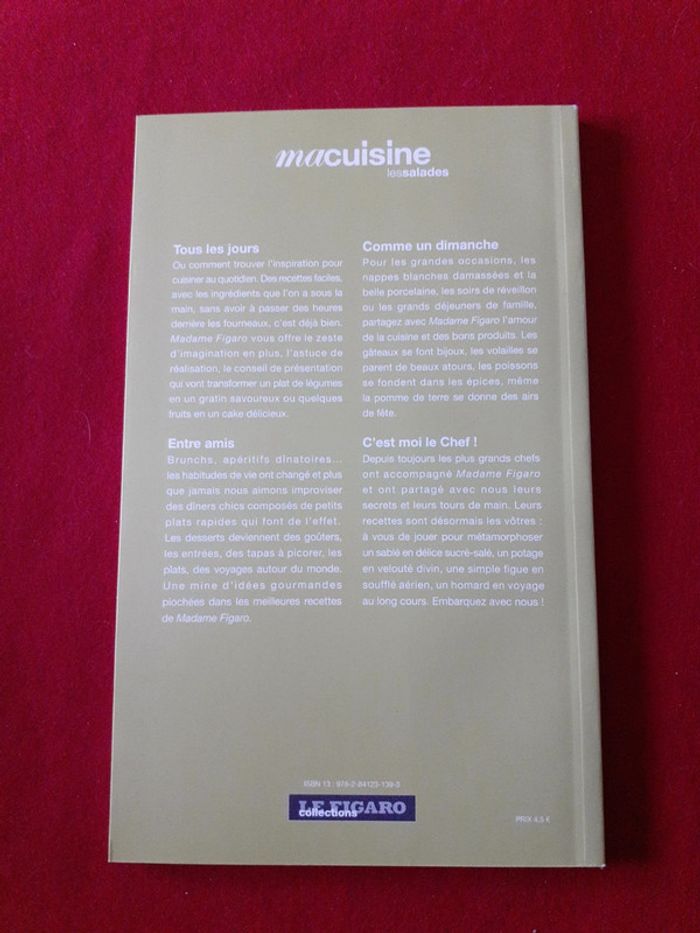 macuisine
lessalades
Tous les jours
Ou comment trouver l'inspiration pour
cuisiner au quotidien. Des recettes faciles,
avec les ingrédients que l'on a sous la
main, sans avoir à passer des heures
derrière les fourneaux, c'est déjà bien.
Madame Figaro vous offre le zeste
d'imagination en plus, l'astuce de
réalisation, le conseil de présentation
qui vont transformer un plat de légumes
en un gratin savoureux ou quelques
fruits en un cake délicieux.
Comme un dimanche
Pour les grandes occasions, les
nappes blanches damassées et la
belle porcelaine, les soirs de réveillon
ou les grands déjeuners de famille,
partagez avec Madame Figaro l'amour
de la cuisine et des bons produits. Les
gâteaux se font bijoux, les volailles se
parent de beaux atours, les poissons
se fondent dans les épices, même
la pomme de terre se donne des airs
de fête.
Entre amis
Brunchs, apéritifs dînatoires...
les habitudes de vie ont changé et plus
que jamais nous aimons improviser
des dîners chics composés de petits
plats rapides qui font de l'effet.
Les desserts deviennent des goûters,
les entrées, des tapas à picorer, les
plats, des voyages autour du monde.
Une mine d'idées gourmandes
piochées dans les meilleures recettes
de Madame Figaro.
C'est moi le Chef !
Depuis toujours les plus grands chefs
ont accompagné Madame Figaro
et ont partagé avec nous leurs
secrets et leurs tours de main. Leurs
recettes sont désormais les vôtres :
à vous de jouer pour métamorphoser
un sablé en délice sucré-salé, un potage
en velouté divin, une simple figue en
soufflé aérien, un homard en voyage
au long cours. Embarquez avec nous !
ISBN 13 : 978-2-84123-139-3
LE FIGARO
collections
PRIX 4,5 €